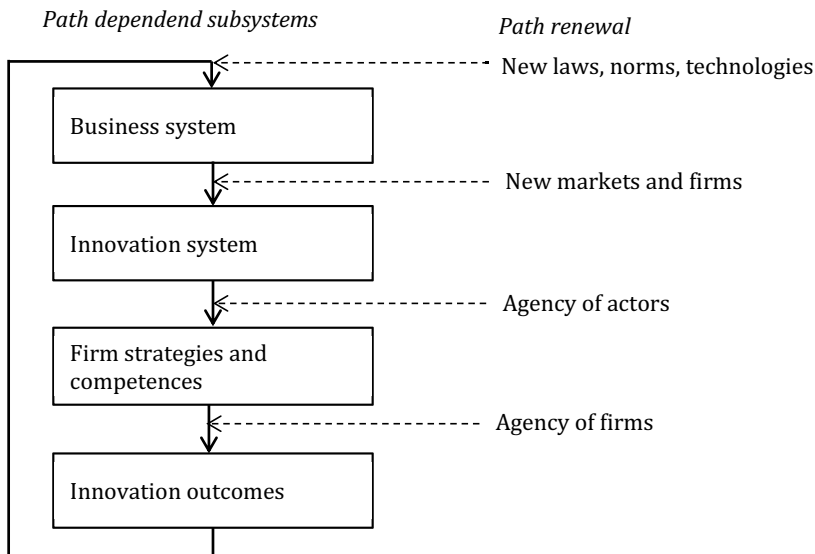 Path dependend subsystems
Path renewal
New laws, norms, technologies
Business system
New markets and firms
Innovation system
Agency of actors
Firm strategies and
competences
Agency of firms
Innovation outcomes